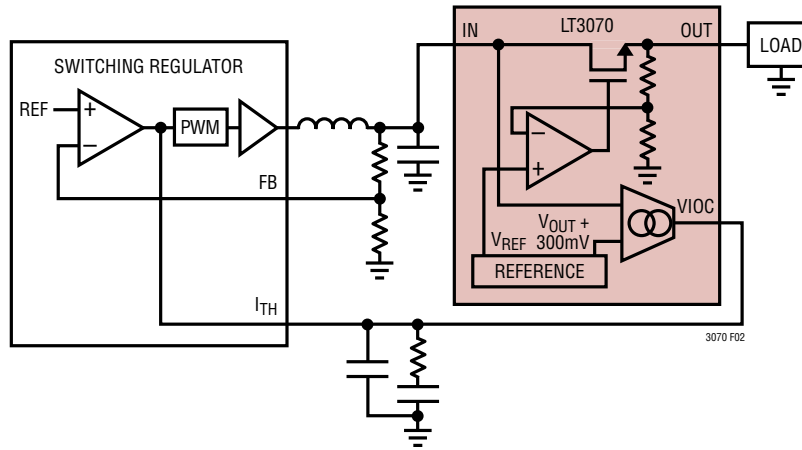 SWITCHING REGULATOR
REF
+
–
PWM
FB
ITH
IN
LT3070
OUT
LOAD
–
+
VREF
VOUT +
300mV
VIOC
REFERENCE
3070 F02